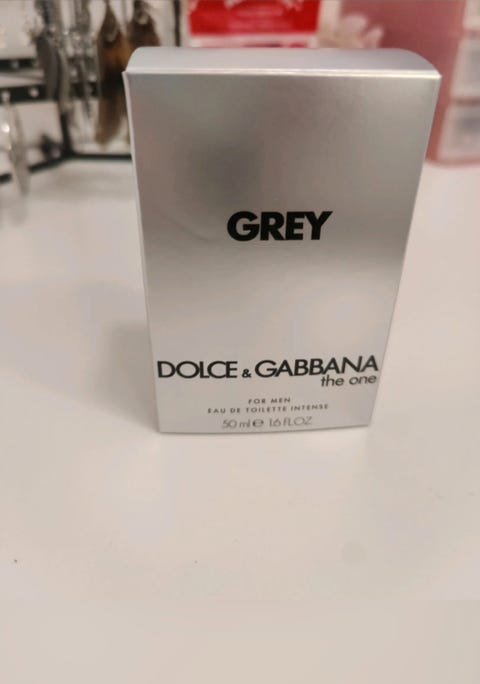 GREY
DOLCE & GABBANA
the one
FOR MEN
EAU DE TOILETTE INTENSE
50 ml ℮ 1.6 FL.OZ